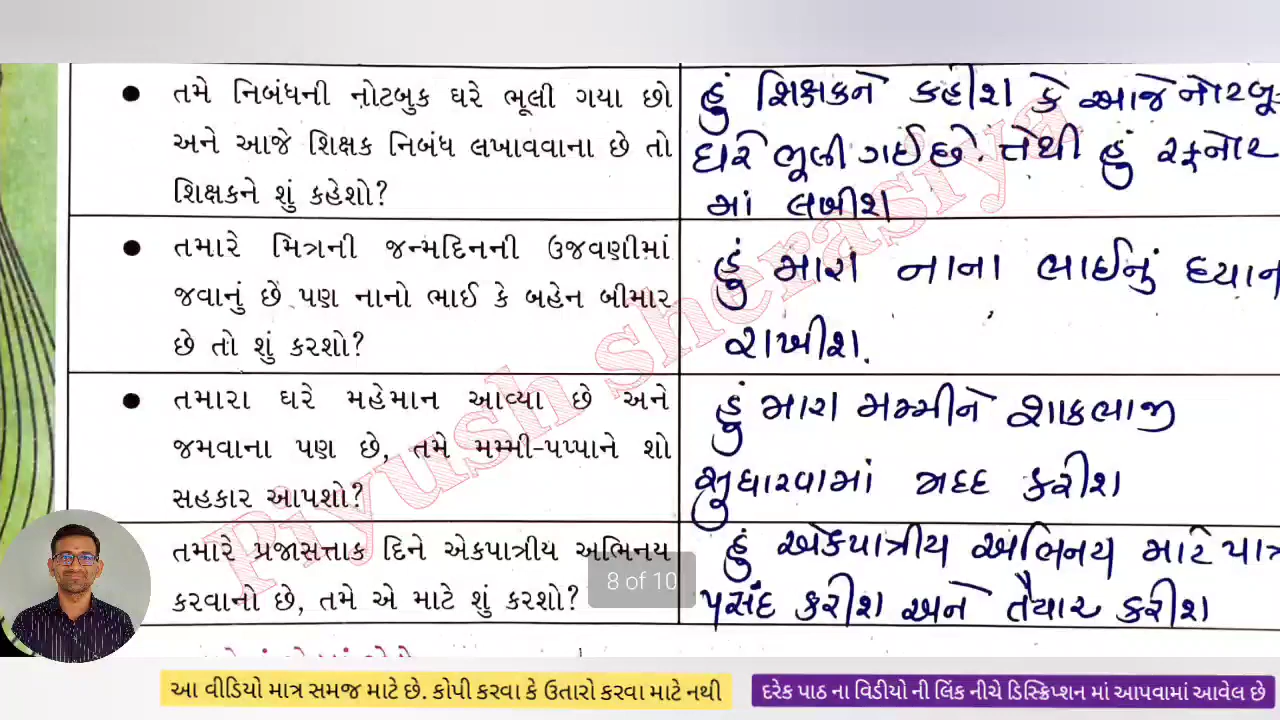 તમે નિબંધની નોટબુક ઘરે ભૂલી ગયા છો
અને આજે શિક્ષક નિબંધ લખાવવાના છે તો
શિક્ષકને શું કહેશો?
હું શિક્ષકને કહીશ કે આજે નોટબૂ
ઘરે ભૂલી ગઈ છે. તેથી હું રફનોટ
માં લખીશ
તમારે મિત્રની જન્મદિનની ઉજવણીમાં
જવાનું છે પણ નાનો ભાઈ કે બહેન બીમાર
છે તો શું કરશો?
હું મારા નાના ભાઈનું ધ્યાન
રાખીશ.
તમારા ઘરે મહેમાન આવ્યા છે અને
જમવાના પણ છે, તમે મમ્મી-પપ્પાને શો
સહકાર આપશો?
હું મારા મમ્મીને શાકભાજી
સુધારવામાં મદદ કરીશ
તમારે પ્રજાસત્તાક દિને એકપાત્રીય અભિનય
કરવાનો છે, તમે એ માટે શું કરશો?
હું એકપાત્રીય અભિનય માટે પાત્ર
પસંદ કરીશ અને તૈયાર કરીશ
Piyush sherasiya
8 of 10
આ વીડિયો માત્ર સમજ માટે છે. કોપી કરવા કે ઉતારો કરવા માટે નથી
દરેક પાઠ ના વિડીયો ની લિંક નીચે ડિસ્ક્રિપ્શન માં આપવામાં આવેલ છે